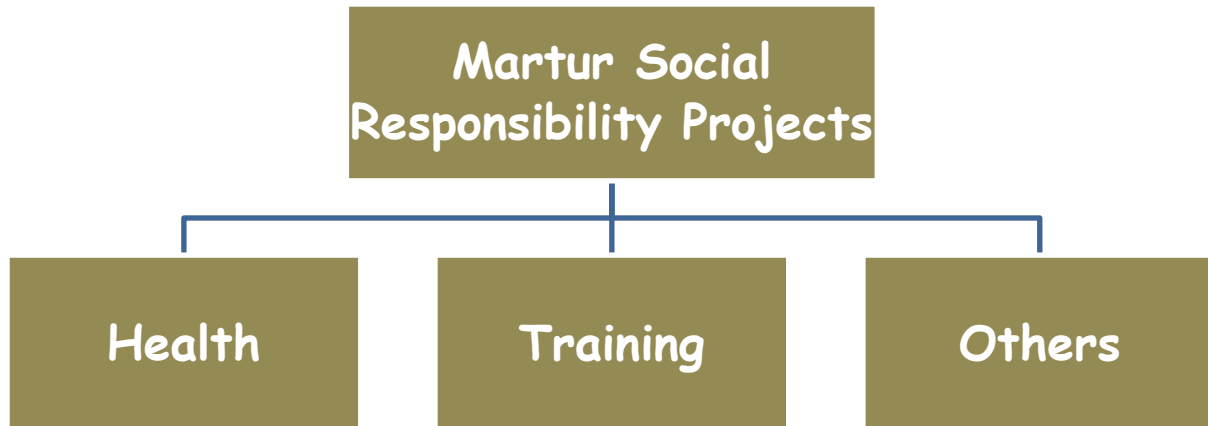 Martur Social
Responsibility Projects
Health
Training
Others